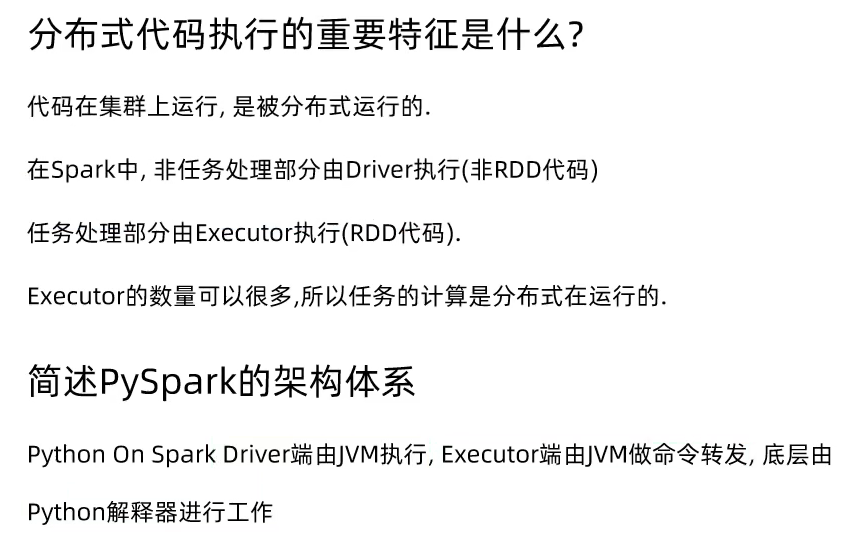 分布式代码执行的重要特征是什么?
代码在集群上运行, 是被分布式运行的.
在Spark中, 非任务处理部分由Driver执行(非RDD代码)
任务处理部分由Executor执行(RDD代码).
Executor的数量可以很多,所以任务的计算是分布式在运行的.
简述PySpark的架构体系
Python On Spark Driver端由JVM执行, Executor端由JVM做命令转发, 底层由
Python解释器进行工作